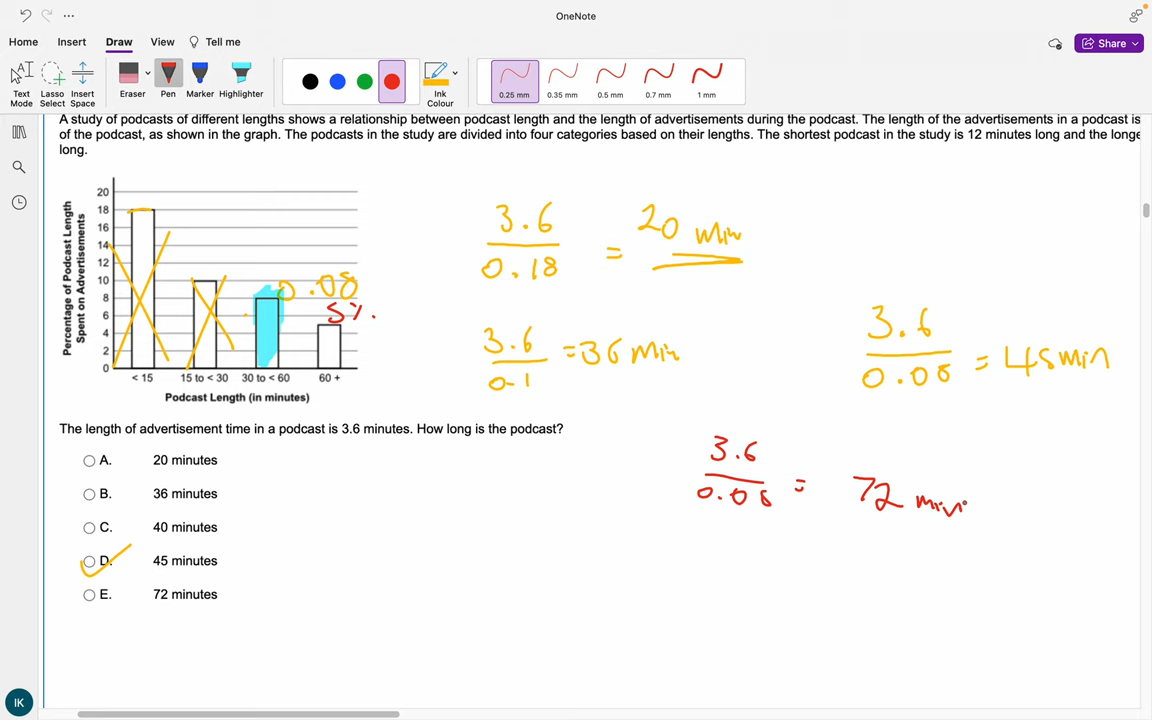 OneNote
Home Insert Draw View Tell me
Share
Text Mode
Lasso Select
Insert Space
Eraser
Pen
Marker
Highlighter
Ink Colour
0.25 mm 0.35 mm 0.5 mm 0.7 mm 1 mm
A study of podcasts of different lengths shows a relationship between podcast length and the length of advertisements during the podcast. The length of the advertisements in a podcast is
of the podcast, as shown in the graph. The podcasts in the study are divided into four categories based on their lengths. The shortest podcast in the study is 12 minutes long and the longe
long.
Percentage of Podcast Length
Spent on Advertisements
20
18
16
14
12
10
8
6
4
2
0
< 15 15 to < 30 30 to < 60 60 +
Podcast Length (in minutes)
0.08
5%.
3.6
0.18
= 20 min
3.6
0.1
= 36 min
3.6
0.08
= 45min
3.6
0.05
= 72 min
The length of advertisement time in a podcast is 3.6 minutes. How long is the podcast?
A. 20 minutes
B. 36 minutes
C. 40 minutes
D. 45 minutes
E. 72 minutes
IK